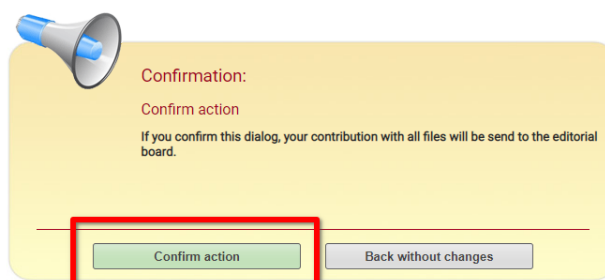 Confirmation:
Confirm action
If you confirm this dialog, your contribution with all files will be send to the editorial
board.
Confirm action
Back without changes